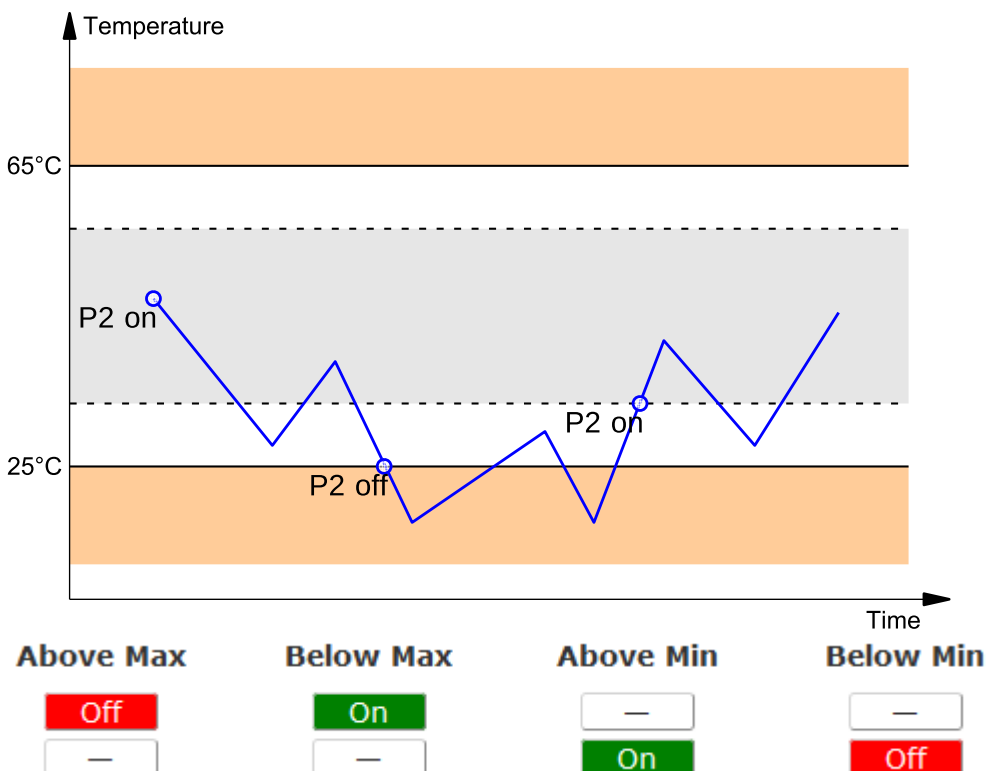 Temperature
65°C
P2 on
P2 on
25°C
P2 off
Time
Above Max Below Max Above Min Below Min
Off On — —
— — On Off